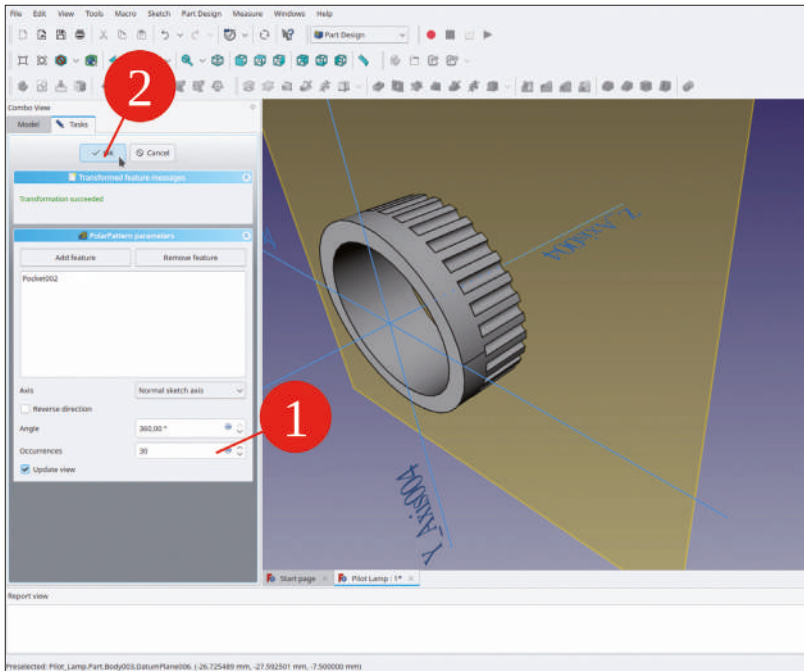 File Edit View Tools Macro Sketch Part Design Measure Windows Help
Part Design
2
Combo View
Model Tasks
Cancel
Transformed feature messages
Transformation succeeded
PolarPattern parameters
Add feature Remove feature
Pocket002
Axis Normal sketch axis
Reverse direction
Angle 360,00 °
1
Occurrences 30
Update view
Z_Axis004
Y_Axis004
Start page Pilot Lamp : 1*
Report view
Preselected: Pilot_Lamp.Part.Body003.DatumPlane006. (-26.725489 mm, -27.592501 mm, -7.500000 mm)